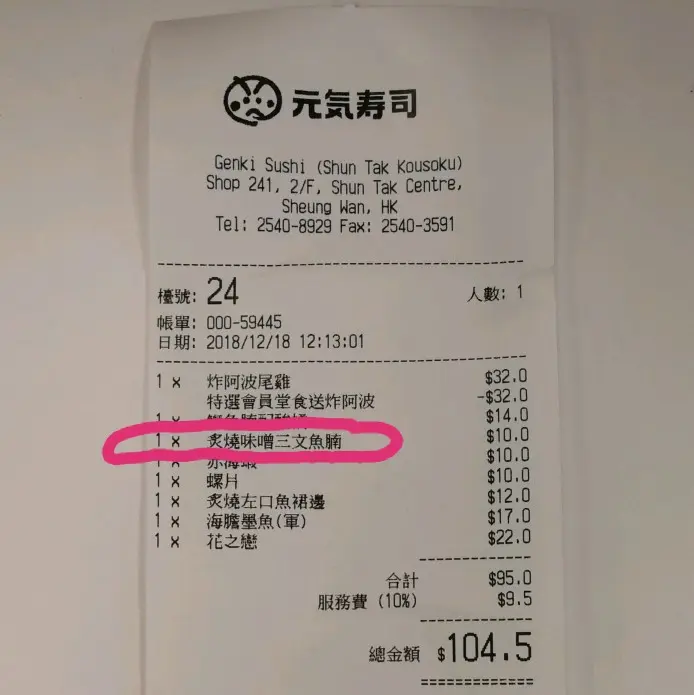 元気寿司
Genki Sushi (Shun Tak Kousoku)
Shop 241, 2/F, Shun Tak Centre,
Sheung Wan, HK
Tel: 2540-8929 Fax: 2540-3591
檯號: 24 人數: 1
帳單: 000-59445
日期: 2018/12/18 12:13:01
1 x 炸阿波尾雞 $32.0
特選會員堂食送炸阿波 -$32.0
1 x $14.0
1 x 炙燒味噌三文魚腩 $10.0
1 x 赤海蝦 $10.0
1 x 螺片 $10.0
1 x 炙燒左口魚裙邊 $12.0
1 x 海膽墨魚(軍) $17.0
1 x 花之戀 $22.0
合計 $95.0
服務費 (10%) $9.5
總金額 $104.5